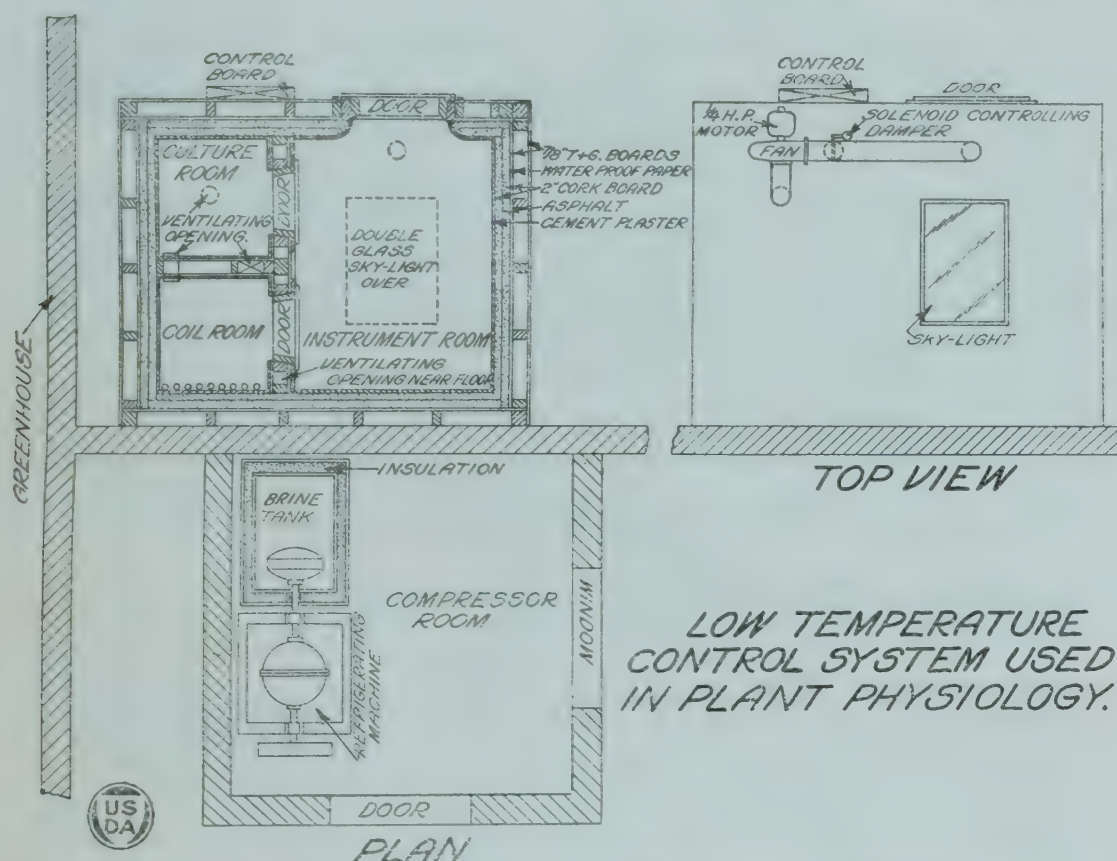 CONTROL
BOARD
DOOR
CULTURE
ROOM
DOOR
VENTILATING
OPENING
DOUBLE
GLASS
SKY-LIGHT
OVER
7/8" T+G. BOARDS
WATER PROOF PAPER
2" CORK BOARD
ASPHALT
CEMENT PLASTER
COIL ROOM
DOOR
INSTRUMENT ROOM
VENTILATING
OPENING NEAR FLOOR
GREENHOUSE
INSULATION
BRINE
TANK
COMPRESSOR
ROOM
WINDOW
REFRIGERATING
MACHINE
DOOR
PLAN
CONTROL
BOARD
DOOR
1/4 H.P.
MOTOR
SOLENOID CONTROLLING
DAMPER
FAN
SKY-LIGHT
TOP VIEW
LOW TEMPERATURE
CONTROL SYSTEM USED
IN PLANT PHYSIOLOGY.
US
DA